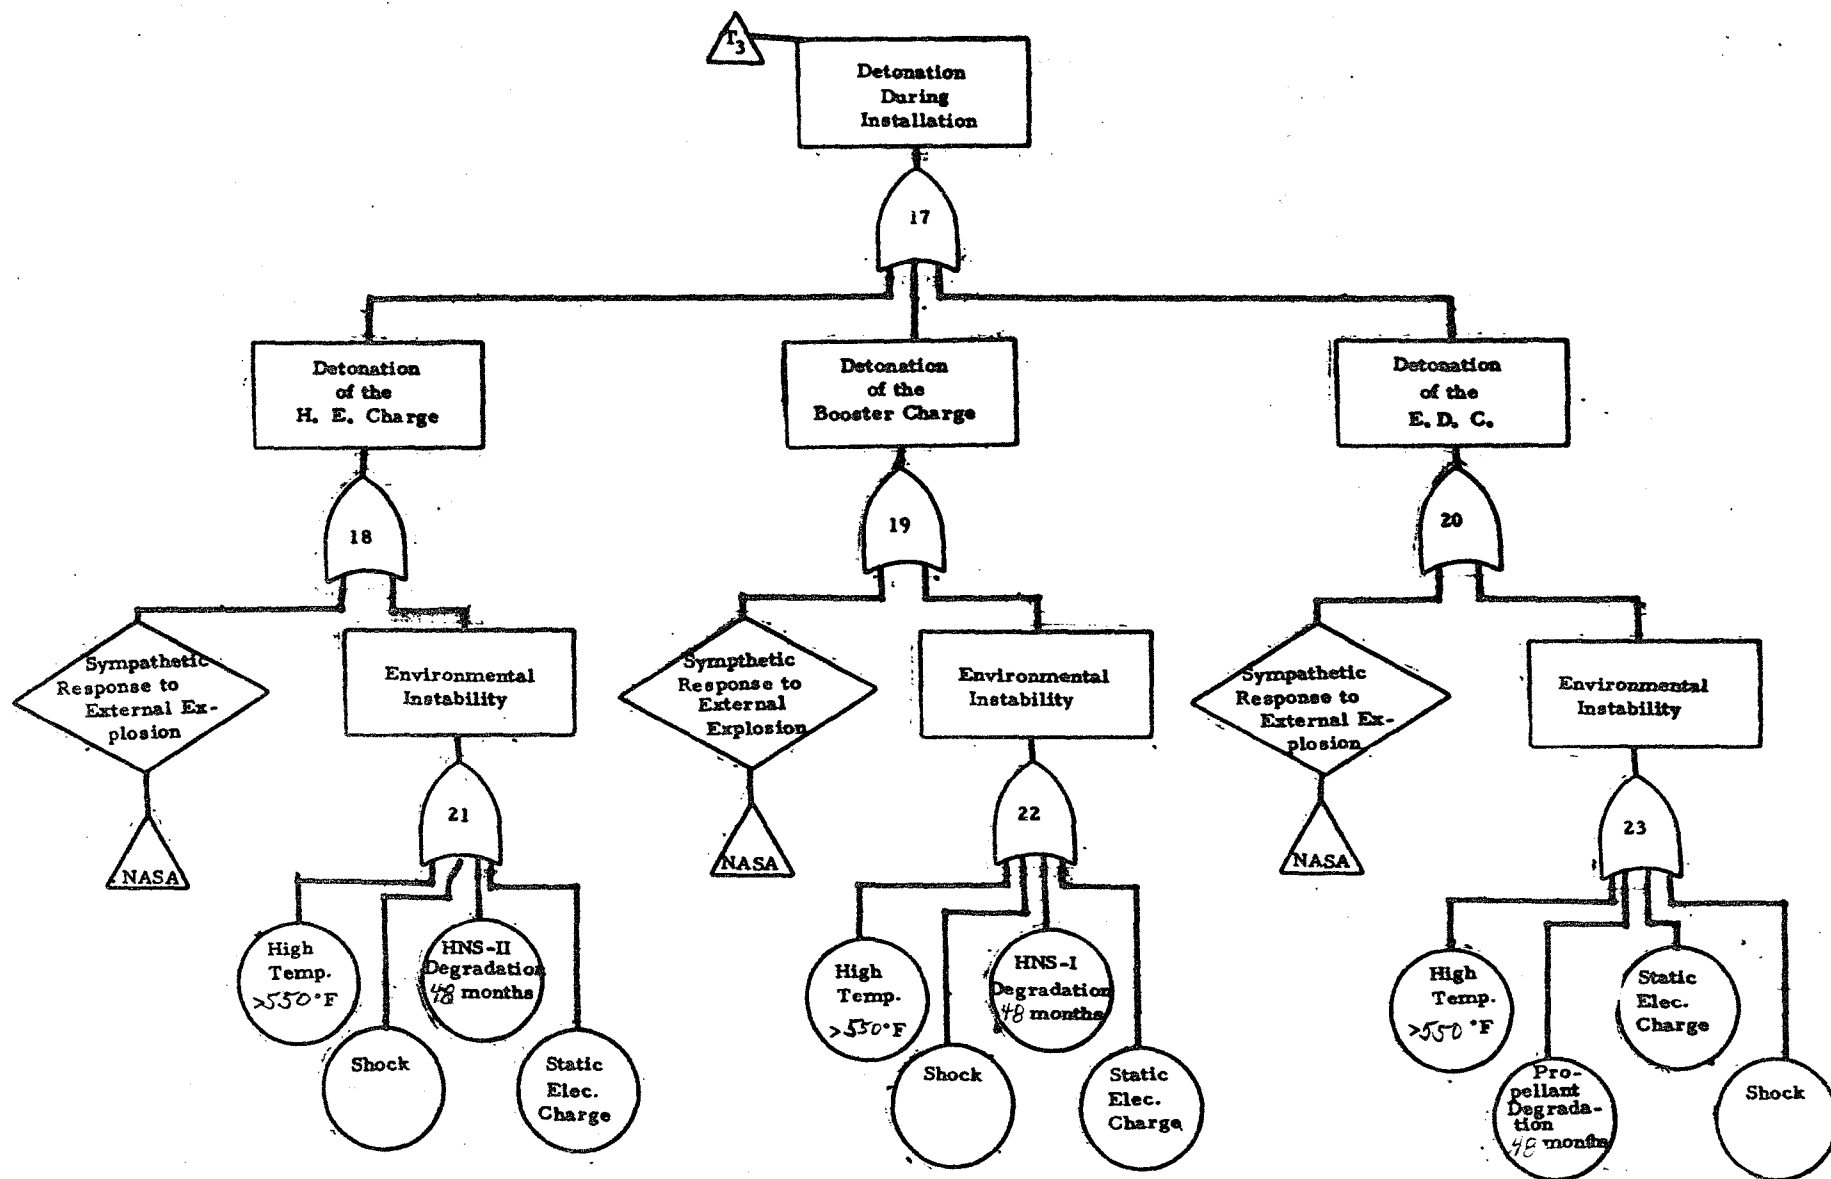 T3
Detonation
During
Installation
17
Detonation
of the
H. E. Charge
Detonation
of the
Booster Charge
Detonation
of the
E. D. C.
18
19
20
Sympathetic
Response to
External Ex-
plosion
Environmental
Instability
Sympthetic
Response to
External
Explosion
Environmental
Instability
Sympathetic
Response to
External Ex-
plosion
Environmental
Instability
NASA
21
NASA
22
NASA
23
High
Temp.
>550°F
Shock
HNS-II
Degradation
48 months
Static
Elec.
Charge
High
Temp.
>550°F
Shock
HNS-I
Degradation
48 months
Static
Elec.
Charge
High
Temp.
>550°F
Pro-
pellant
Degrada-
tion
48 months
Static
Elec.
Charge
Shock